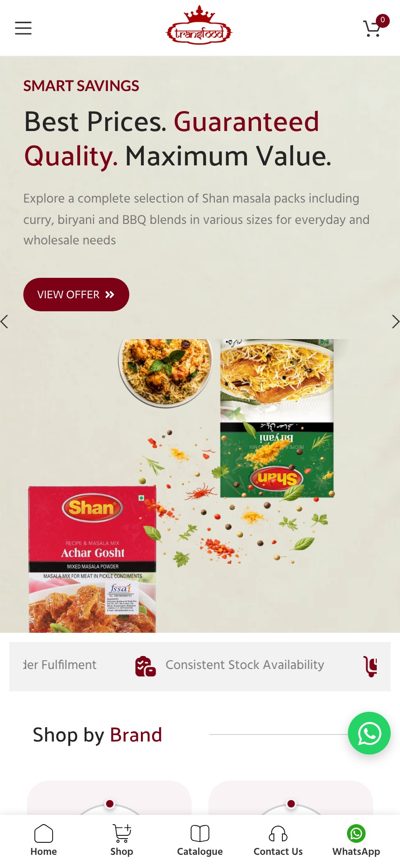 transfood
0
SMART SAVINGS
Best Prices. Guaranteed
Quality. Maximum Value.
Explore a complete selection of Shan masala packs including
curry, biryani and BBQ blends in various sizes for everyday and
wholesale needs
VIEW OFFER
Biryani
Shan
Shan
RECIPE & MASALA MIX
Achar Gosht
MIXED MASALA POWDER
MASALA MIX FOR MEAT IN PICKLE CONDIMENTS
fssai
der Fulfilment
Consistent Stock Availability
Shop by Brand
Home
Shop
Catalogue
Contact Us
WhatsApp